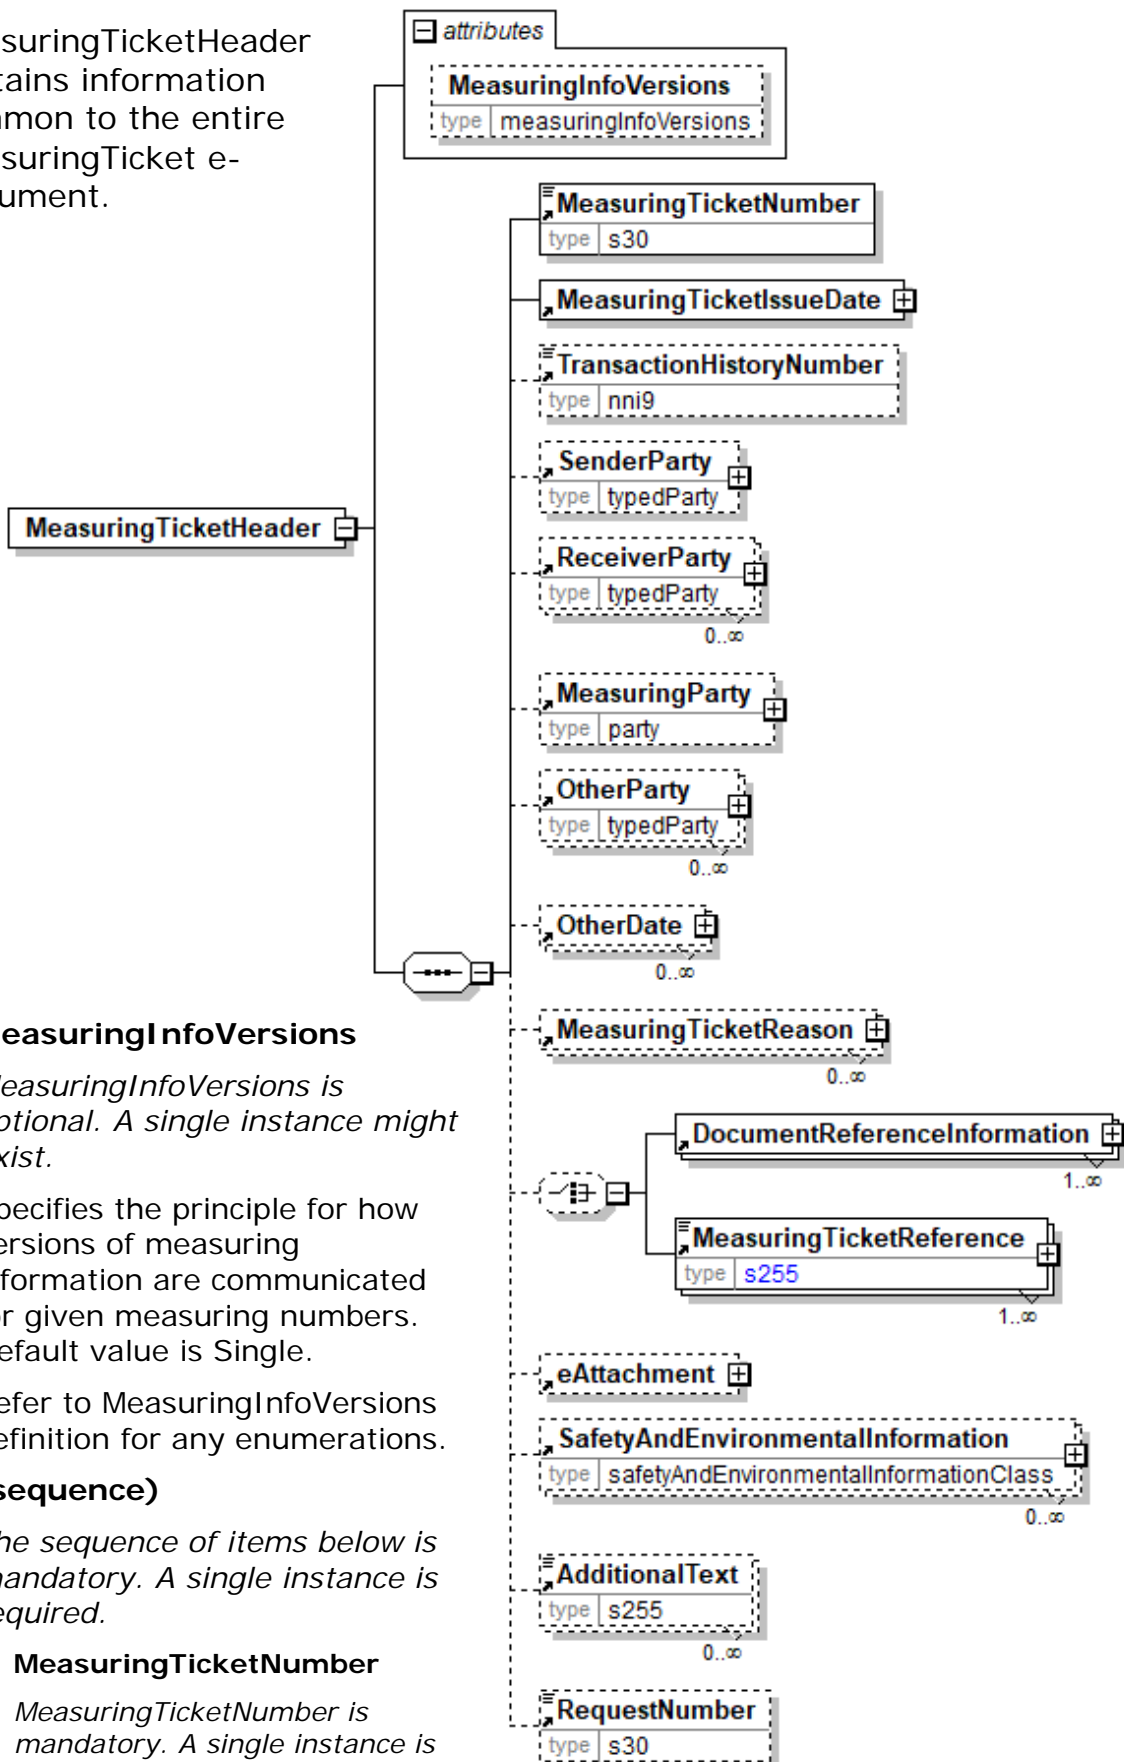 suringTicketHeader
tains information
mon to the entire
suringTicket e-
ument.
attributes
MeasuringInfoVersions
type measuringInfoVersions
MeasuringTicketNumber
type s30
MeasuringTicketIssueDate
TransactionHistoryNumber
type nni9
SenderParty
type typedParty
MeasuringTicketHeader
ReceiverParty
type typedParty
0..∞
MeasuringParty
type party
OtherParty
type typedParty
0..∞
OtherDate
0..∞
MeasuringTicketReason
0..∞
DocumentReferenceInformation
1..∞
MeasuringTicketReference
type s255
1..∞
eAttachment
SafetyAndEnvironmentalInformation
type safetyAndEnvironmentalInformationClass
0..∞
AdditionalText
type s255
0..∞
RequestNumber
type s30
easuringInfoVersions
easuringInfoVersions is
ptional. A single instance might
xist.
pecifies the principle for how
ersions of measuring
formation are communicated
r given measuring numbers.
efault value is Single.
efer to MeasuringInfoVersions
efinition for any enumerations.
sequence)
he sequence of items below is
andatory. A single instance is
equired.
MeasuringTicketNumber
MeasuringTicketNumber is
mandatory. A single instance is